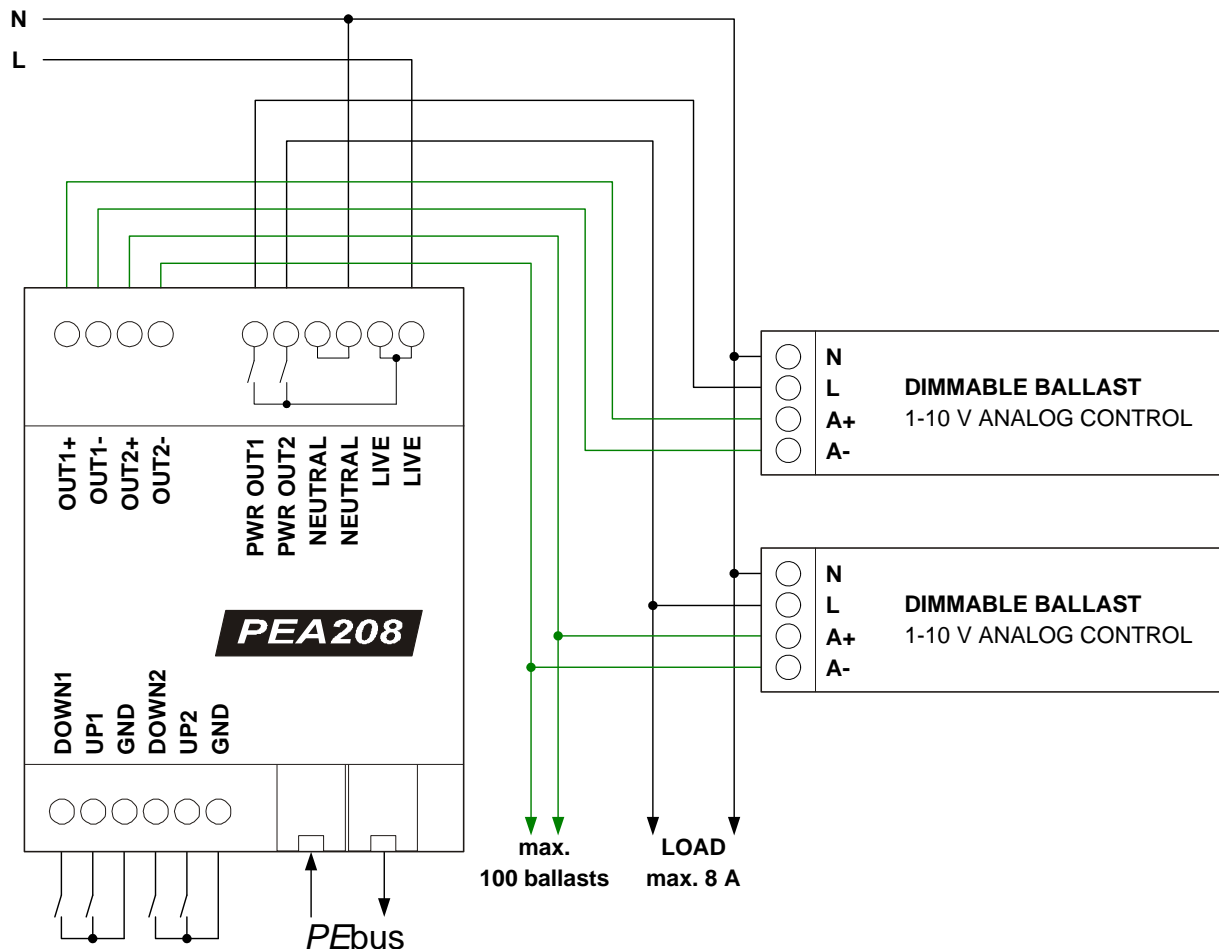 N
L
OUT1+
OUT1-
OUT2+
OUT2-
PWR OUT1
PWR OUT2
NEUTRAL
NEUTRAL
LIVE
LIVE
PEA208
DOWN1
UP1
GND
DOWN2
UP2
GND
PEbus
N
L
A+
A-
DIMMABLE BALLAST
1-10 V ANALOG CONTROL
N
L
A+
A-
DIMMABLE BALLAST
1-10 V ANALOG CONTROL
max.
100 ballasts
LOAD
max. 8 A